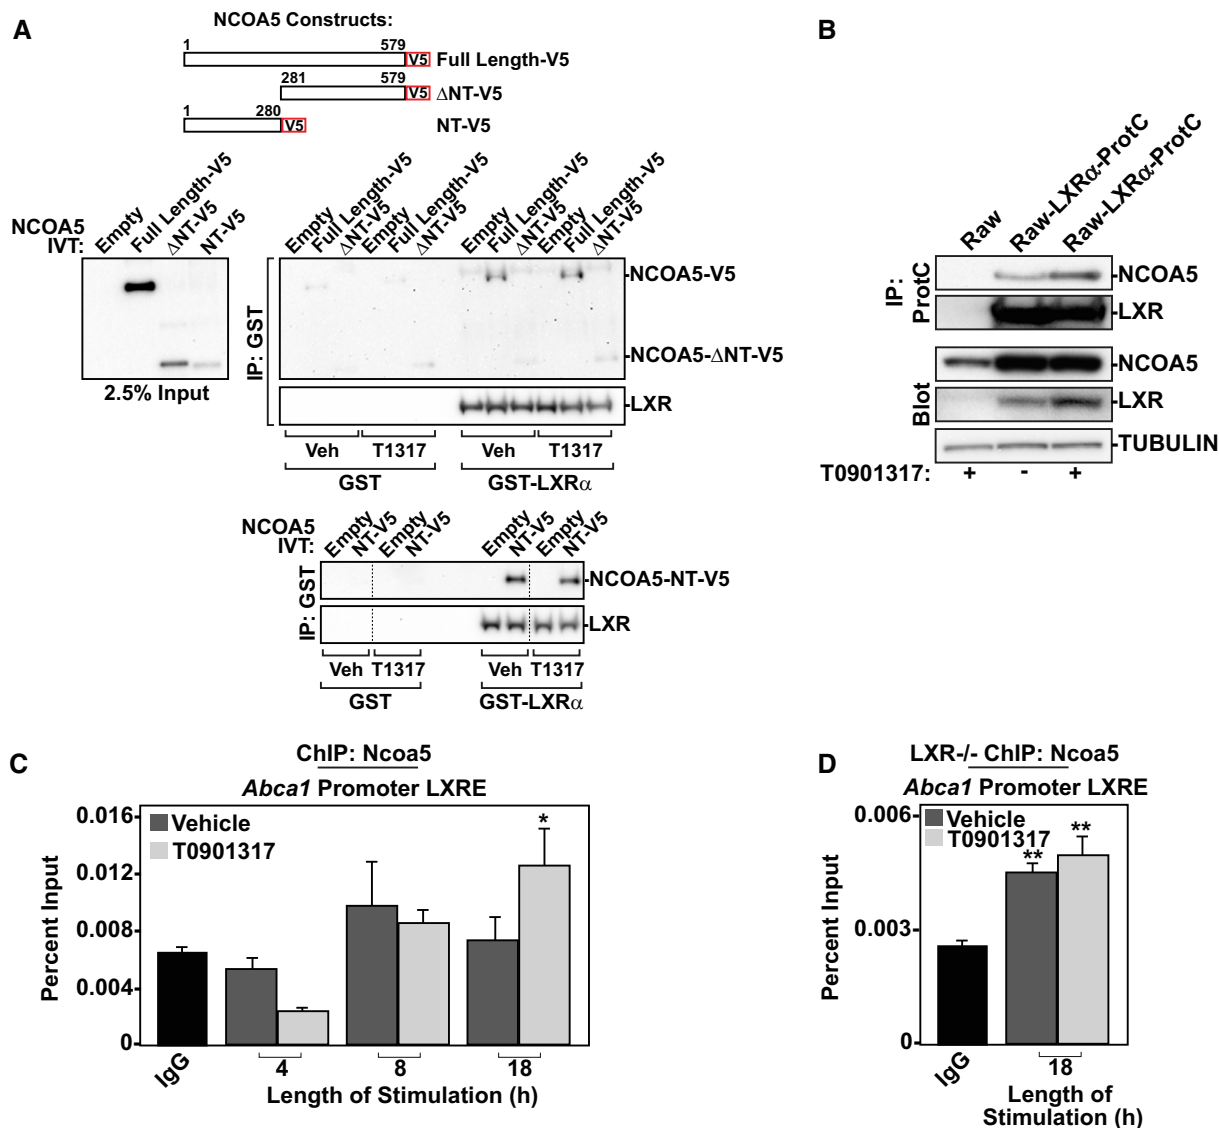 A
NCOA5 Constructs:
1 579
V5 Full Length-V5
281 579
V5 ΔNT-V5
1 280
V5 NT-V5
NCOA5
IVT:
Empty
Full Length-V5
ΔNT-V5
NT-V5
2.5% Input
Empty
Full Length-V5
ΔNT-V5
Empty
Full Length-V5
ΔNT-V5
Empty
Full Length-V5
ΔNT-V5
Empty
Full Length-V5
ΔNT-V5
IP: GST
-NCOA5-V5
-NCOA5-ΔNT-V5
-LXR
Veh T1317 Veh T1317
GST GST-LXRα
NCOA5
IVT:
Empty
NT-V5
Empty
NT-V5
Empty
NT-V5
Empty
NT-V5
IP: GST
-NCOA5-NT-V5
-LXR
Veh T1317 Veh T1317
GST GST-LXRα
B
Raw
Raw-LXRα-ProtC
Raw-LXRα-ProtC
IP:
ProtC
-NCOA5
-LXR
Blot
-NCOA5
-LXR
-TUBULIN
T0901317: + - +
C
ChIP: Ncoa5
Abca1 Promoter LXRE
Vehicle
T0901317
Percent Input
0.016
0.012
0.008
0.004
0
*
IgG
4 8 18
Length of Stimulation (h)
D
LXR-/- ChIP: Ncoa5
Abca1 Promoter LXRE
Vehicle
T0901317
Percent Input
0.006
0.003
0
** **
IgG
18
Length of
Stimulation (h)